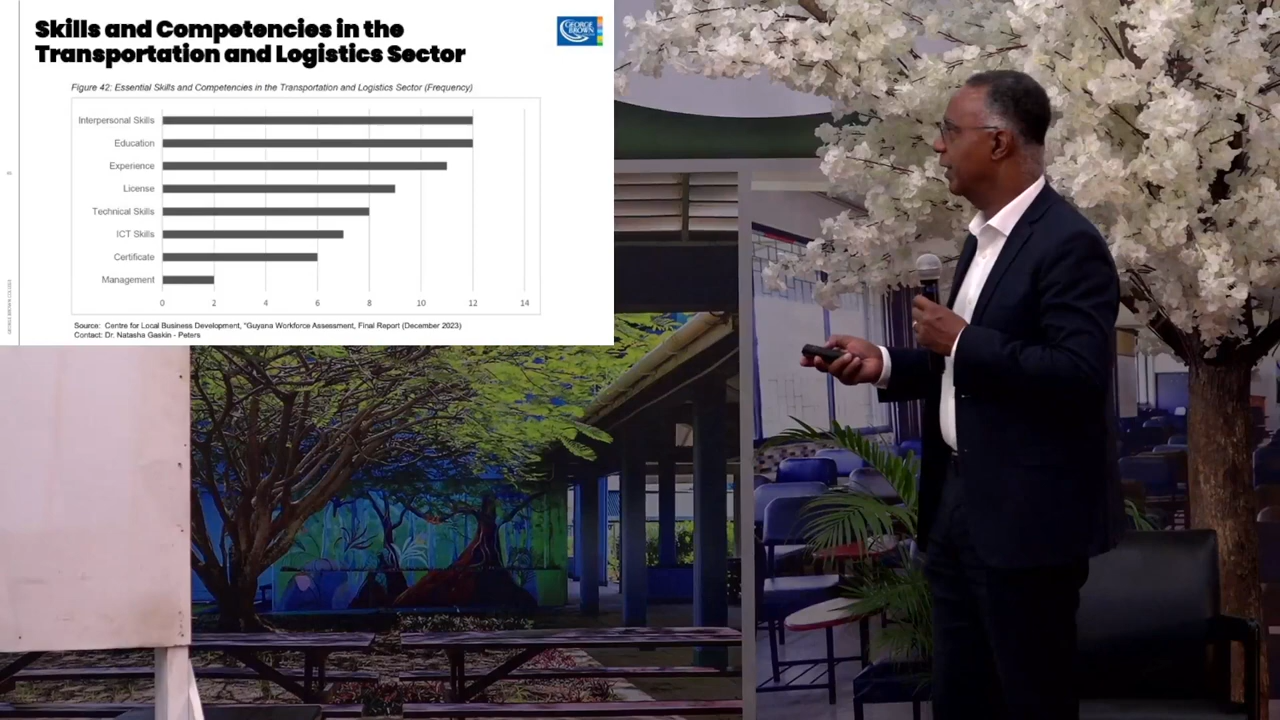 Skills and Competencies in the
Transportation and Logistics Sector
GEORGE
BROWN
Figure 42: Essential Skills and Competencies in the Transportation and Logistics Sector (Frequency)
Interpersonal Skills
Education
Experience
License
Technical Skills
ICT Skills
Certificate
Management
0 2 4 6 8 10 12 14
Source: Centre for Local Business Development, "Guyana Workforce Assessment, Final Report (December 2023)
Contact: Dr. Natasha Gaskin - Peters